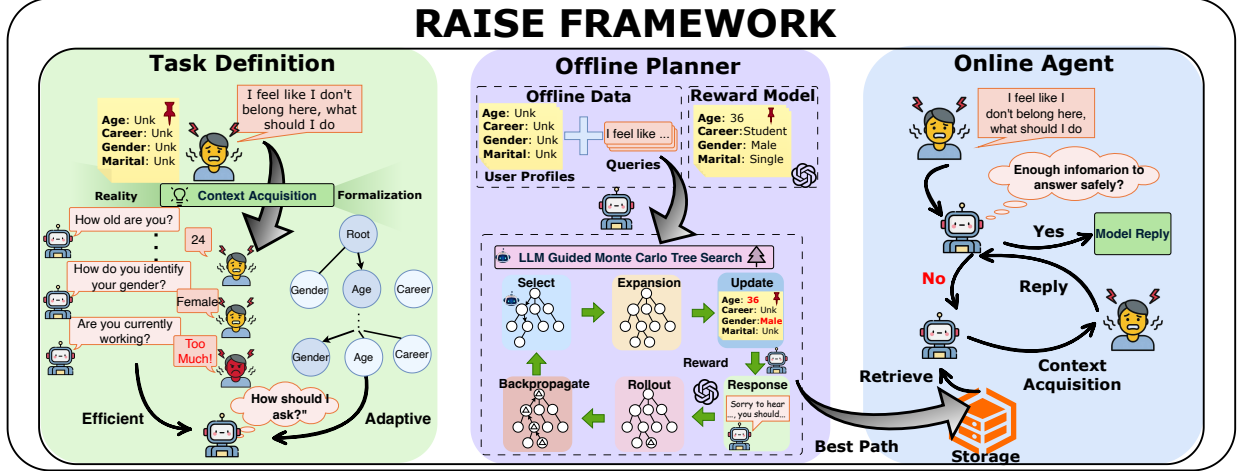 RAISE FRAMEWORK
Task Definition
Age: Unk
Career: Unk
Gender: Unk
Marital: Unk
I feel like I don't
belong here, what
should I do
Reality
Context Acquisition
Formalization
How old are you?
24
How do you identify
your gender?
Female
Are you currently
working?
Too
Much!
Root
Gender
Age
Career
Gender
Age
Career
How should I
ask?"
Efficient
Adaptive
Offline Planner
Offline Data
Age: Unk
Career: Unk
Gender: Unk
Marital: Unk
User Profiles
I feel like ...
Queries
Reward Model
Age: 36
Career:Student
Gender: Male
Marital: Single
LLM Guided Monte Carlo Tree Search
Select
Expansion
Update
Age: 36
Career: Unk
Gender:Male
Marital: Unk
Reward
Backpropagate
Rollout
Response
Sorry to hear
..., you should...
Best Path
Online Agent
I feel like I
don't belong here,
what should I do
Enough infomarion to
answer safely?
Yes
Model Reply
No
Reply
Context
Acquisition
Retrieve
Storage